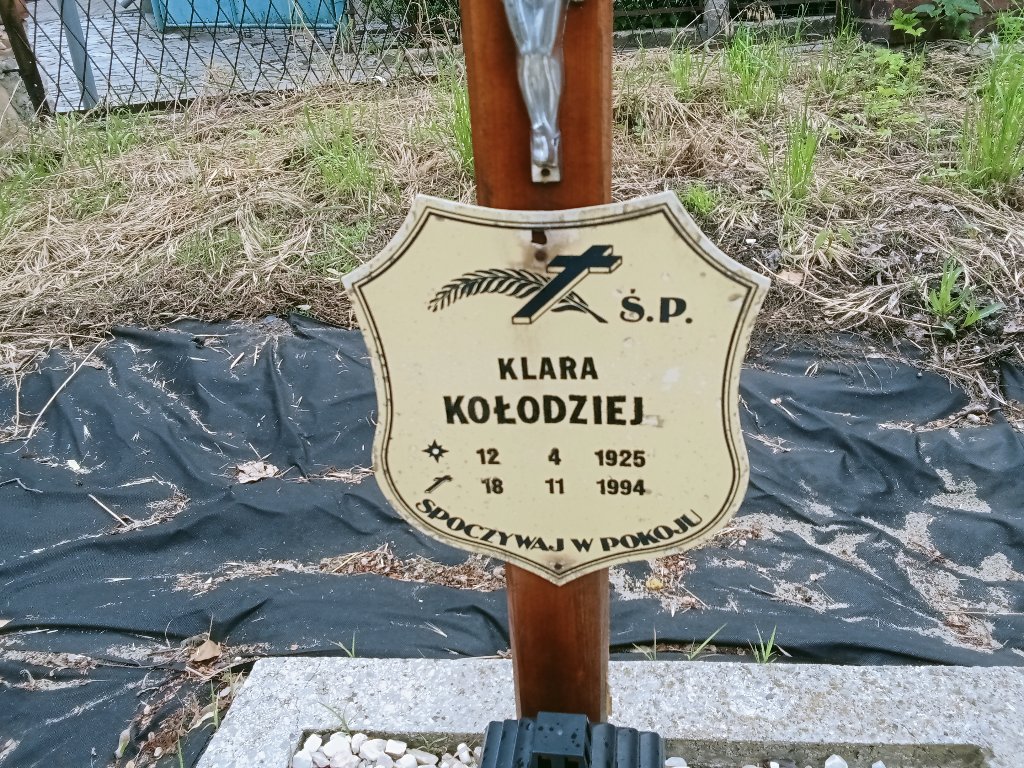 Ś.P.
KLARA
KOŁODZIEJ
12 4 1925
18 11 1994
SPOCZYWAJ W POKOJU